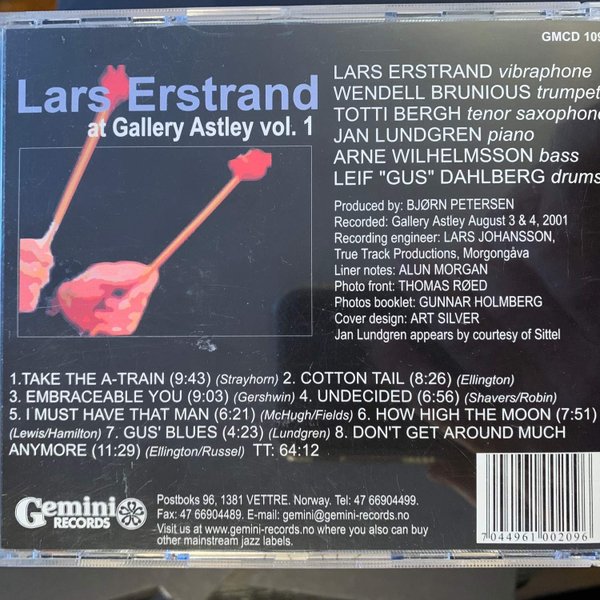 GMCD 109
Lars Erstrand
at Gallery Astley vol. 1
LARS ERSTRAND vibraphone
WENDELL BRUNIOUS trumpet
TOTTI BERGH tenor saxophone
JAN LUNDGREN piano
ARNE WILHELMSSON bass
LEIF "GUS" DAHLBERG drums
Produced by: BJØRN PETERSEN
Recorded: Gallery Astley August 3 & 4, 2001
Recording engineer: LARS JOHANSSON,
True Track Productions, Morgongåva
Liner notes: ALUN MORGAN
Photo front: THOMAS RØED
Photos booklet: GUNNAR HOLMBERG
Cover design: ART SILVER
Jan Lundgren appears by courtesy of Sittel
1.TAKE THE A-TRAIN (9:43) (Strayhorn) 2. COTTON TAIL (8:26) (Ellington)
3. EMBRACEABLE YOU (9:03) (Gershwin) 4. UNDECIDED (6:56) (Shavers/Robin)
5. I MUST HAVE THAT MAN (6:21) (McHugh/Fields) 6. HOW HIGH THE MOON (7:51)
(Lewis/Hamilton) 7. GUS' BLUES (4:23) (Lundgren) 8. DON'T GET AROUND MUCH
ANYMORE (11:29) (Ellington/Russel) TT: 64:12
Gemini
RECORDS
Postboks 96, 1381 VETTRE. Norway. Tel: 47 66904499.
Fax: 47 66904489. E-mail: gemini@gemini-records.no
Visit us at www.gemini-records.no where you also can buy
other mainstream jazz labels.
7044961002096